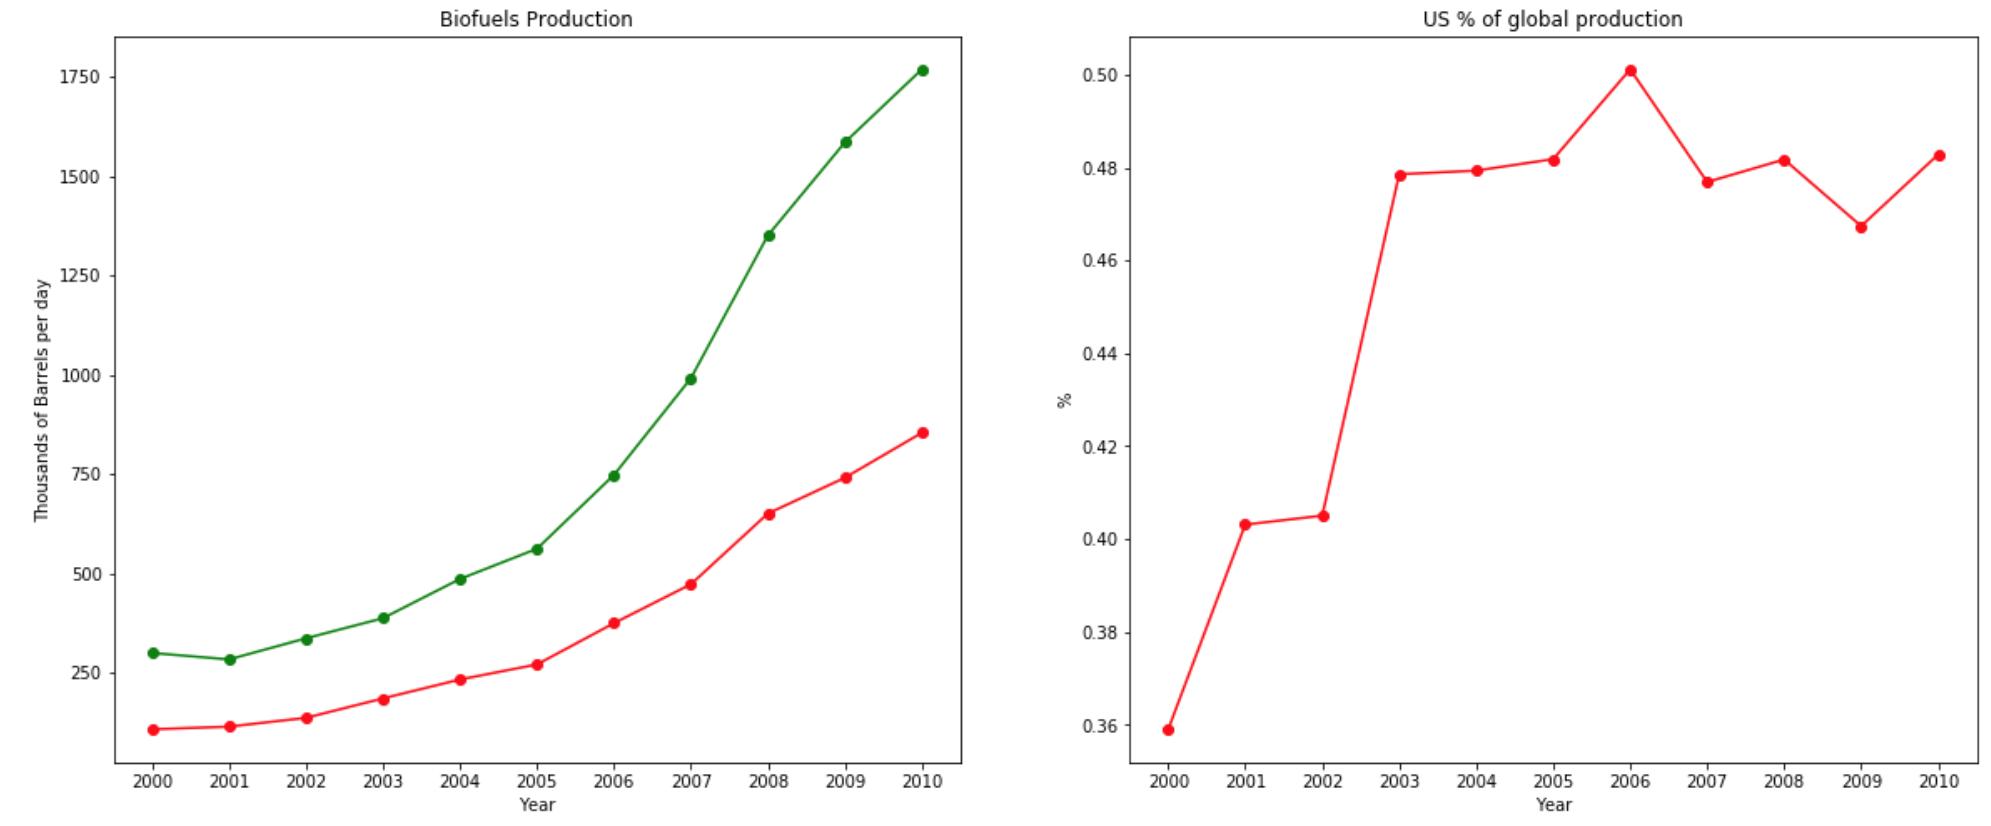 Biofuels Production
1750
1500
1250
1000
750
500
250
Thousands of Barrels per day
2000 2001 2002 2003 2004 2005 2006 2007 2008 2009 2010
Year
US % of global production
0.50
0.48
0.46
0.44
0.42
0.40
0.38
0.36
%
2000 2001 2002 2003 2004 2005 2006 2007 2008 2009 2010
Year